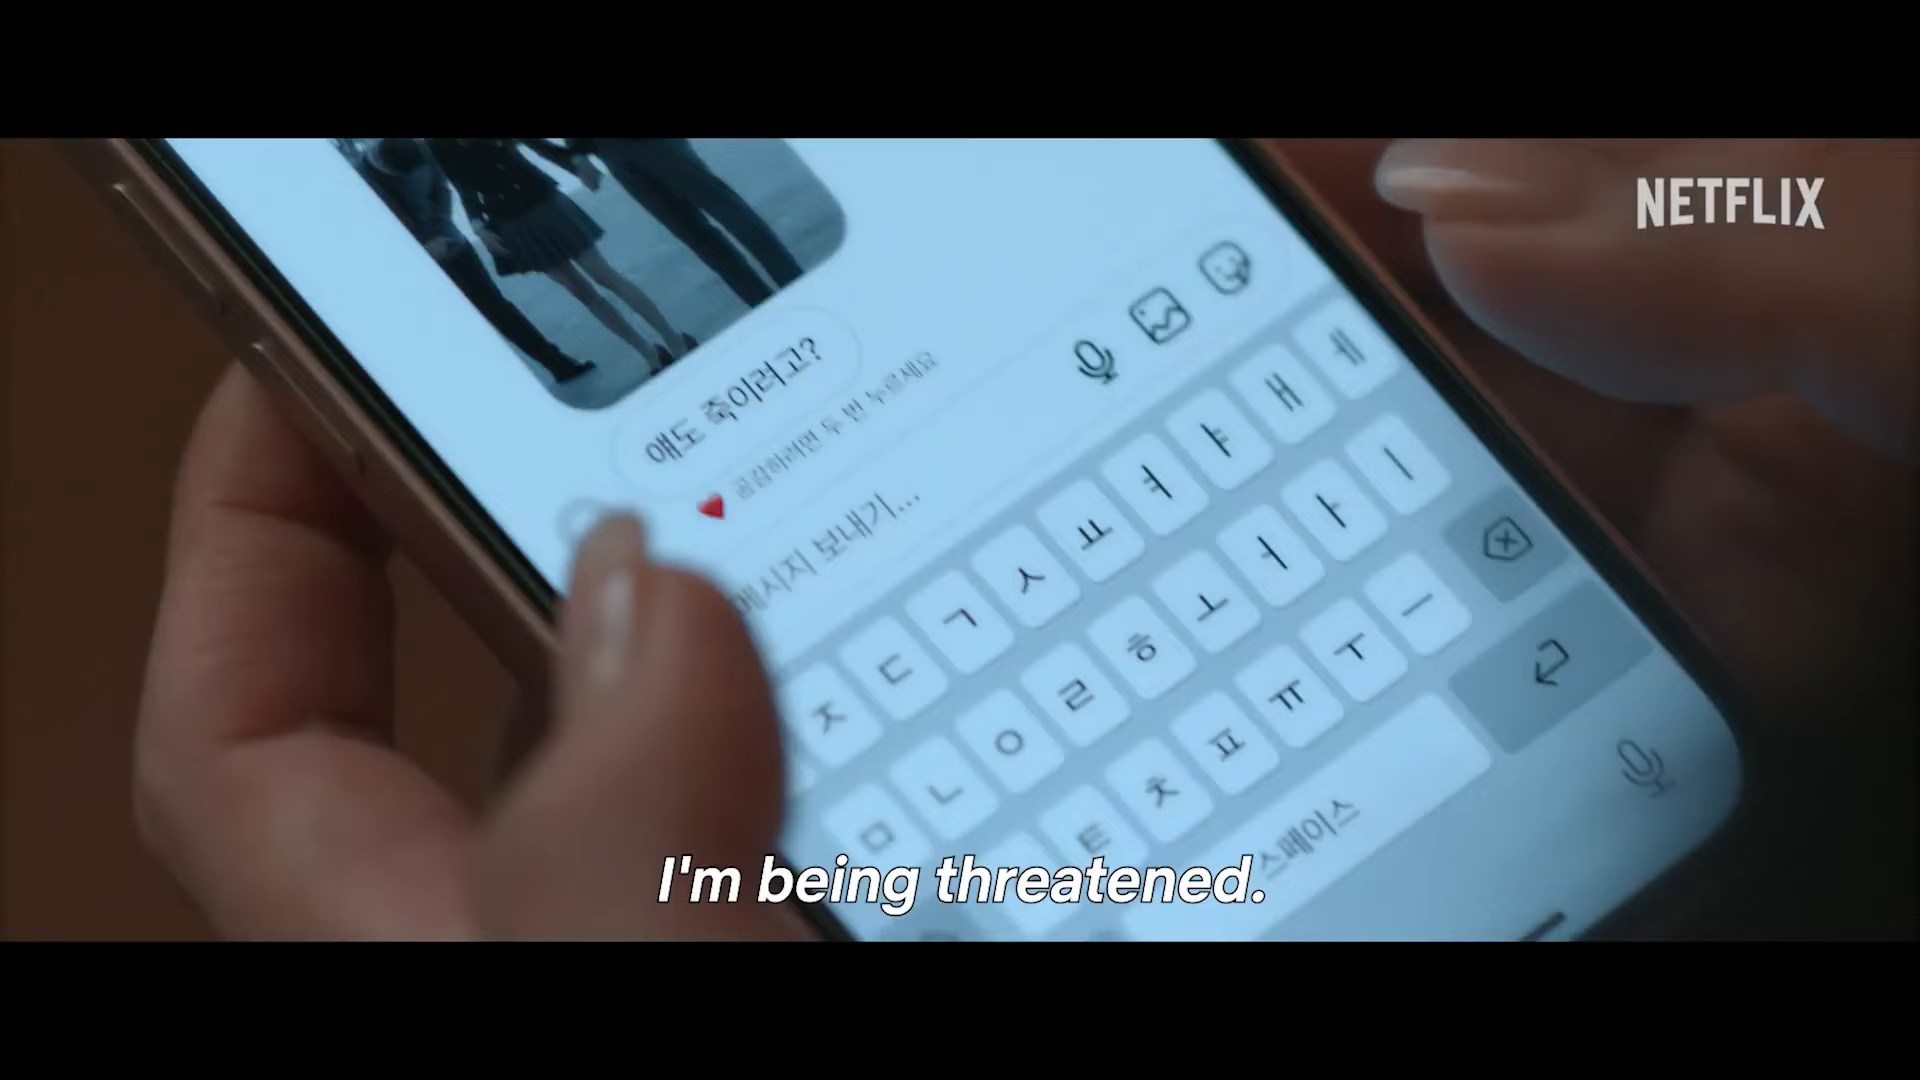 NETFLIX
얘도 죽이려고?
공감하려면 두 번 누르세요
메시지 보내기...
ㅈ ㄷ ㄱ ㅅ ㅛ ㅕ ㅑ ㅐ ㅔ
ㅁ ㄴ ㅇ ㄹ ㅎ ㅗ ㅓ ㅏ ㅣ
ㅌ ㅊ ㅍ ㅠ ㅜ ㅡ
스페이스
I'm being threatened.